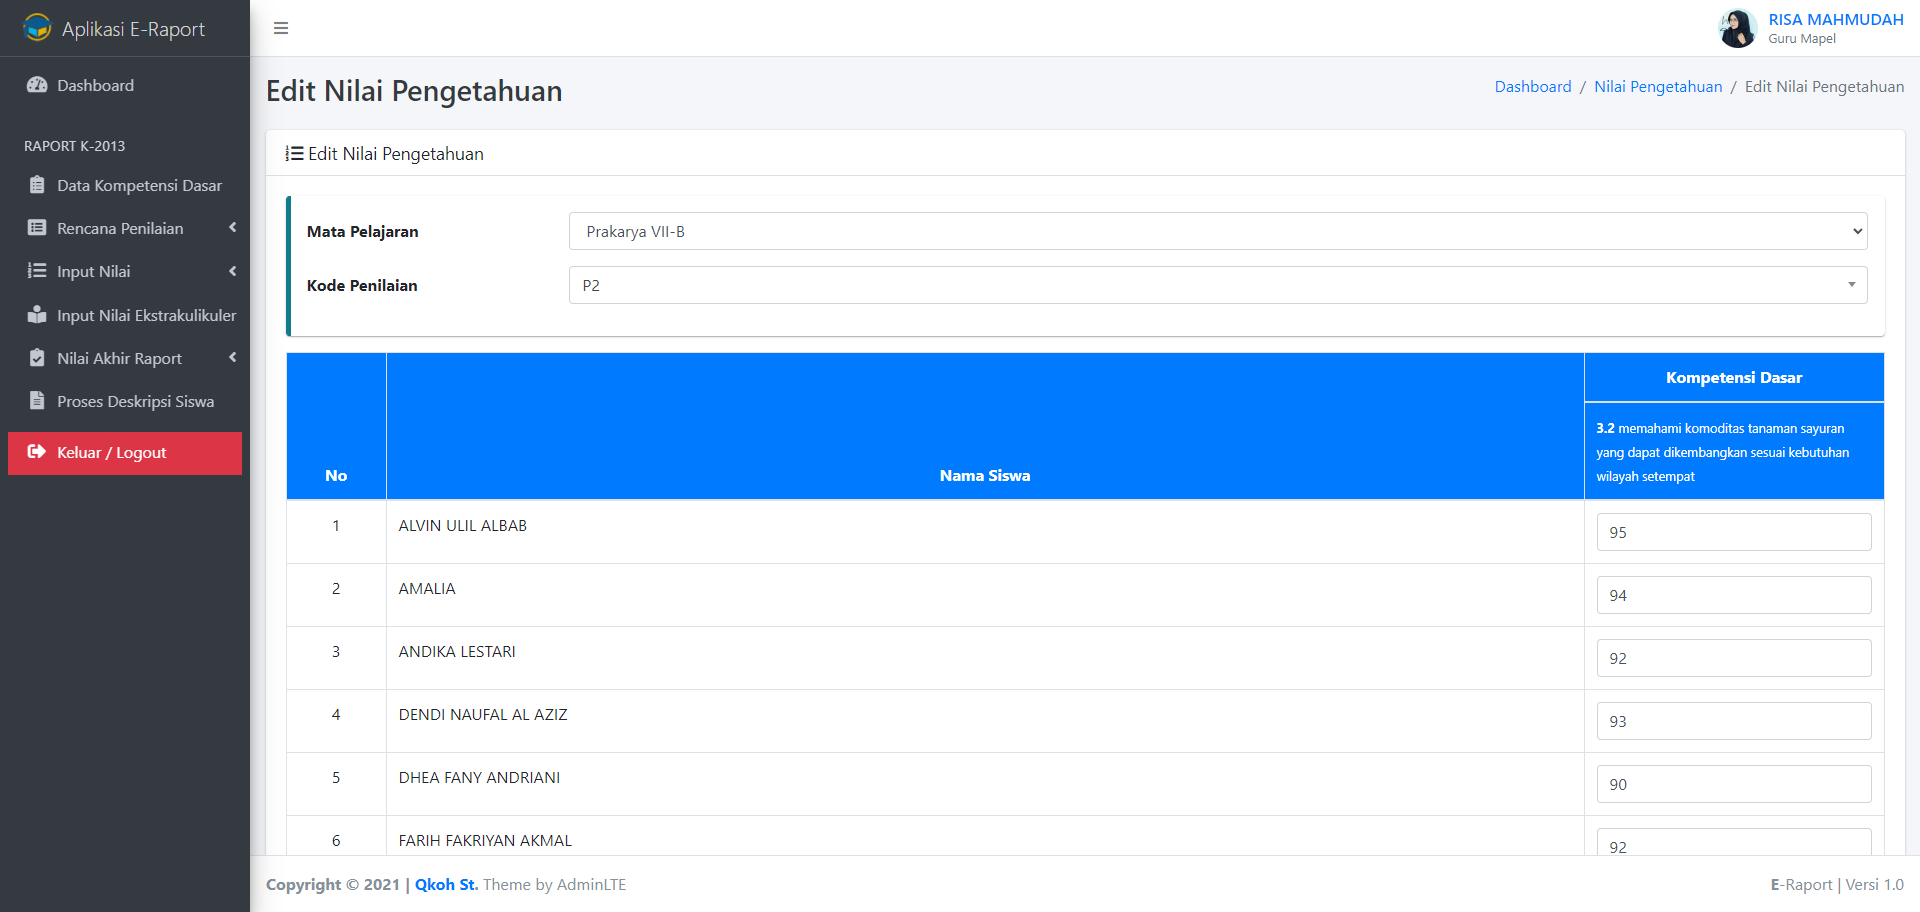 Aplikasi E-Raport
Dashboard
RAPORT K-2013
Data Kompetensi Dasar
Rencana Penilaian
Input Nilai
Input Nilai Ekstrakulikuler
Nilai Akhir Raport
Proses Deskripsi Siswa
Keluar / Logout
RISA MAHMUDAH
Guru Mapel
Edit Nilai Pengetahuan
Dashboard / Nilai Pengetahuan / Edit Nilai Pengetahuan
Edit Nilai Pengetahuan
Mata Pelajaran Prakarya VII-B
Kode Penilaian P2
No Nama Siswa Kompetensi Dasar
3.2 memahami komoditas tanaman sayuran
yang dapat dikembangkan sesuai kebutuhan
wilayah setempat
1 ALVIN ULIL ALBAB 95
2 AMALIA 94
3 ANDIKA LESTARI 92
4 DENDI NAUFAL AL AZIZ 93
5 DHEA FANY ANDRIANI 90
6 FARIH FAKRIYAN AKMAL 92
Copyright © 2021 | Qkoh St. Theme by AdminLTE
E-Raport | Versi 1.0